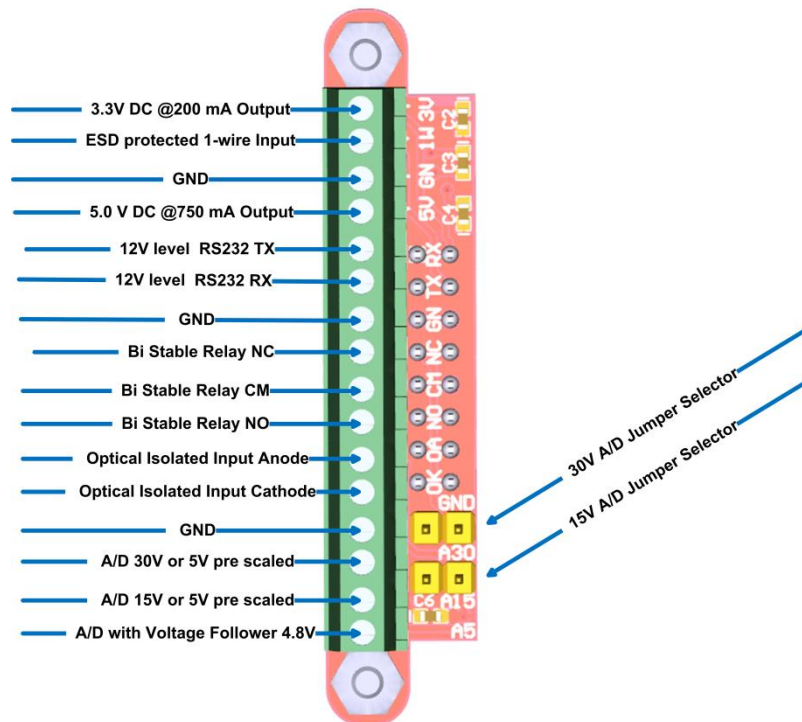 3.3V DC @200 mA Output
ESD protected 1-wire Input
GND
5.0 V DC @750 mA Output
12V level RS232 TX
12V level RS232 RX
GND
Bi Stable Relay NC
Bi Stable Relay CM
Bi Stable Relay NO
Optical Isolated Input Anode
Optical Isolated Input Cathode
GND
A/D 30V or 5V pre scaled
A/D 15V or 5V pre scaled
A/D with Voltage Follower 4.8V
3V
1W
GN
5V
C2
C3
C4
RX
TX
GN
NC
CM
NO
OA
OK
GND
A30
C6 A15
A5
30V A/D Jumper Selector
15V A/D Jumper Selector